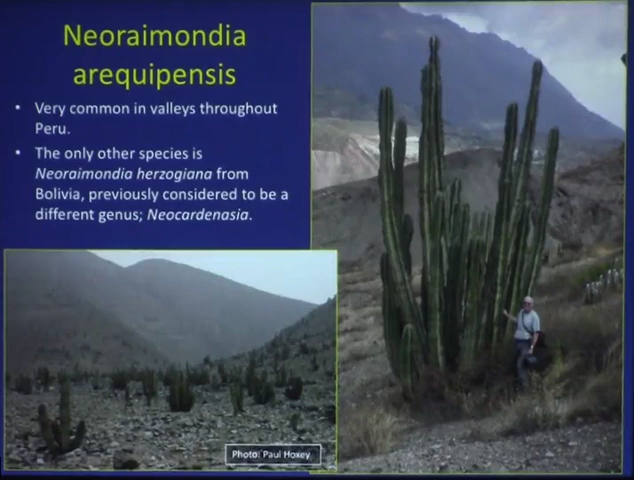 Neoraimondia
arequipensis
• Very common in valleys throughout
Peru.
• The only other species is
Neoraimondia herzogiana from
Bolivia, previously considered to be a
different genus; Neocardenasia.
Photo: Paul Hoxey